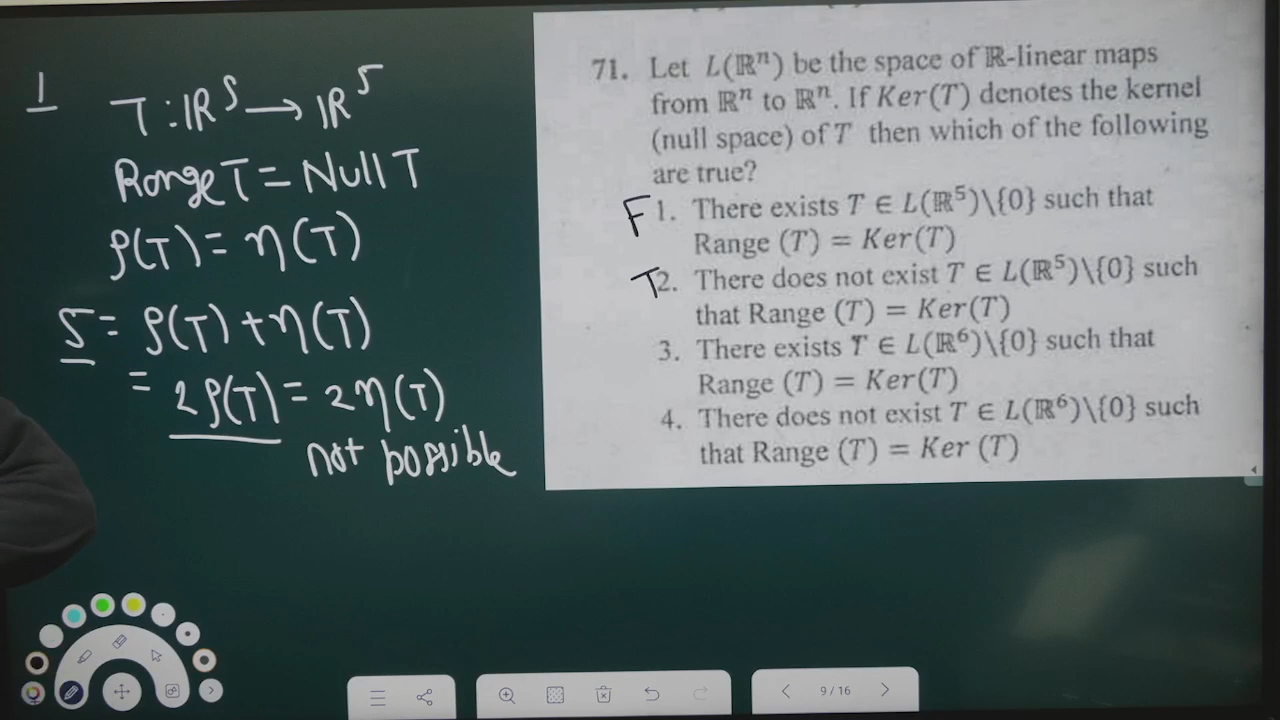 1
T : ℝ⁵ → ℝ⁵
Range T = Null T
ρ(T) = η(T)
5 = ρ(T) + η(T)
= 2ρ(T) = 2η(T)
not possible
71. Let L(ℝⁿ) be the space of ℝ-linear maps
from ℝⁿ to ℝⁿ. If Ker(T) denotes the kernel
(null space) of T then which of the following
are true?
F 1. There exists T ∈ L(ℝ⁵)\{0} such that
Range (T) = Ker(T)
T 2. There does not exist T ∈ L(ℝ⁵)\{0} such
that Range (T) = Ker(T)
3. There exists T ∈ L(ℝ⁶)\{0} such that
Range (T) = Ker(T)
4. There does not exist T ∈ L(ℝ⁶)\{0} such
that Range (T) = Ker (T)
9/16